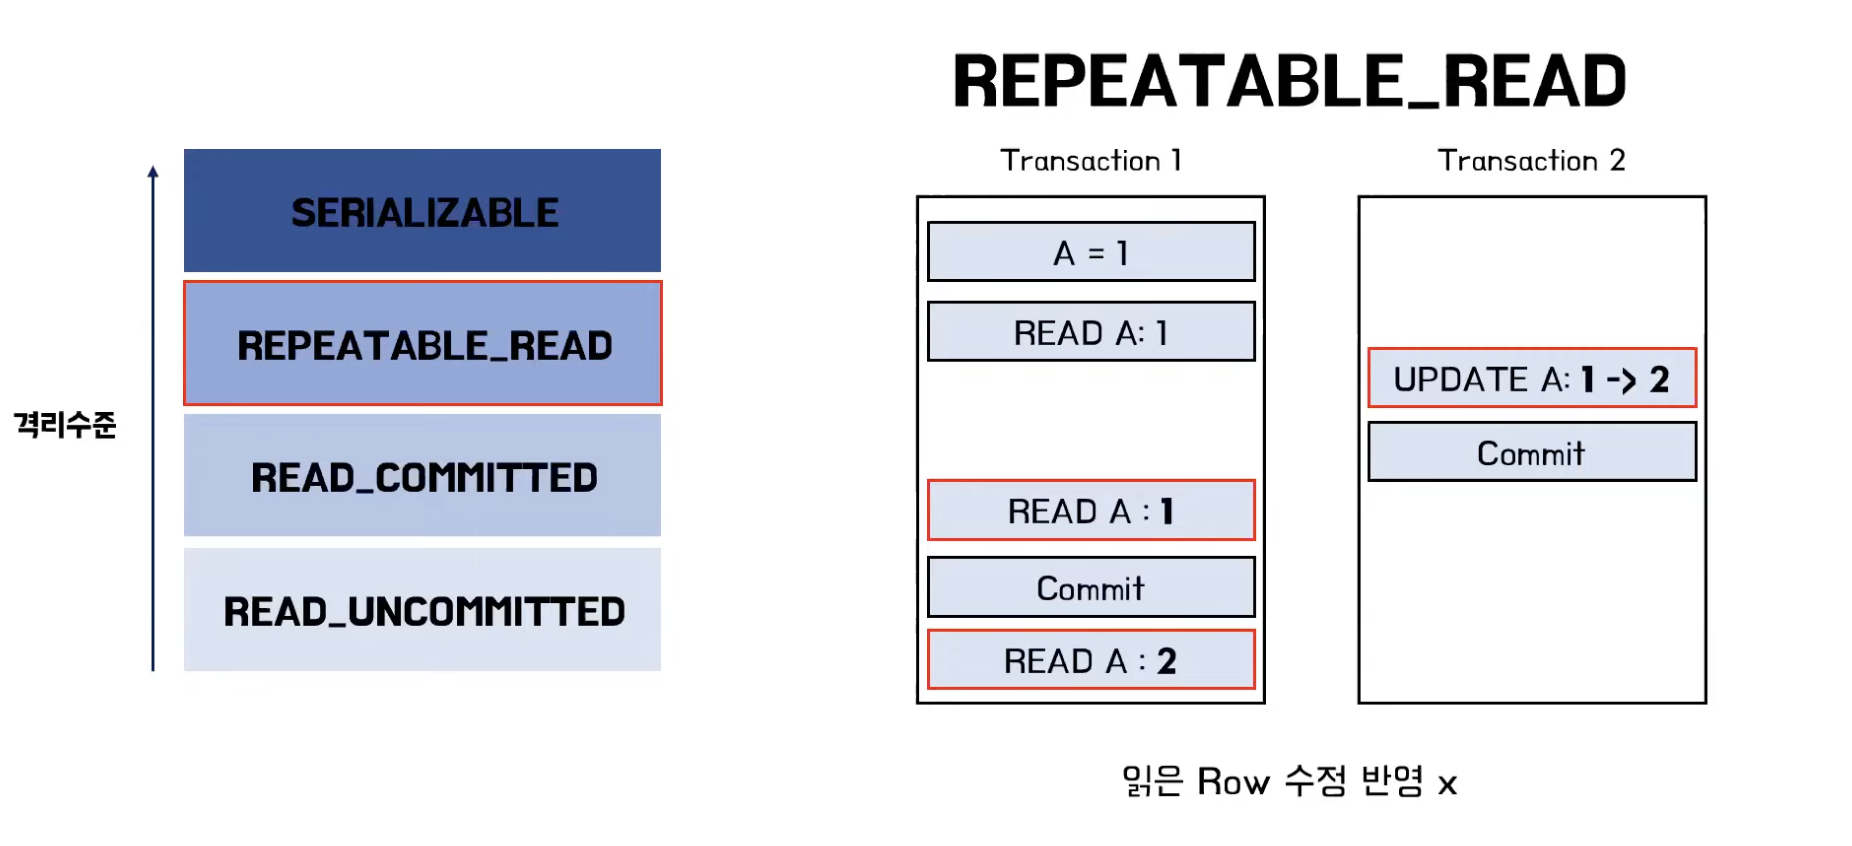 격리수준
SERIALIZABLE
REPEATABLE_READ
READ_COMMITTED
READ_UNCOMMITTED
REPEATABLE_READ
Transaction 1
A = 1
READ A: 1
READ A : 1
Commit
READ A : 2
Transaction 2
UPDATE A: 1 -> 2
Commit
읽은 Row 수정 반영 x